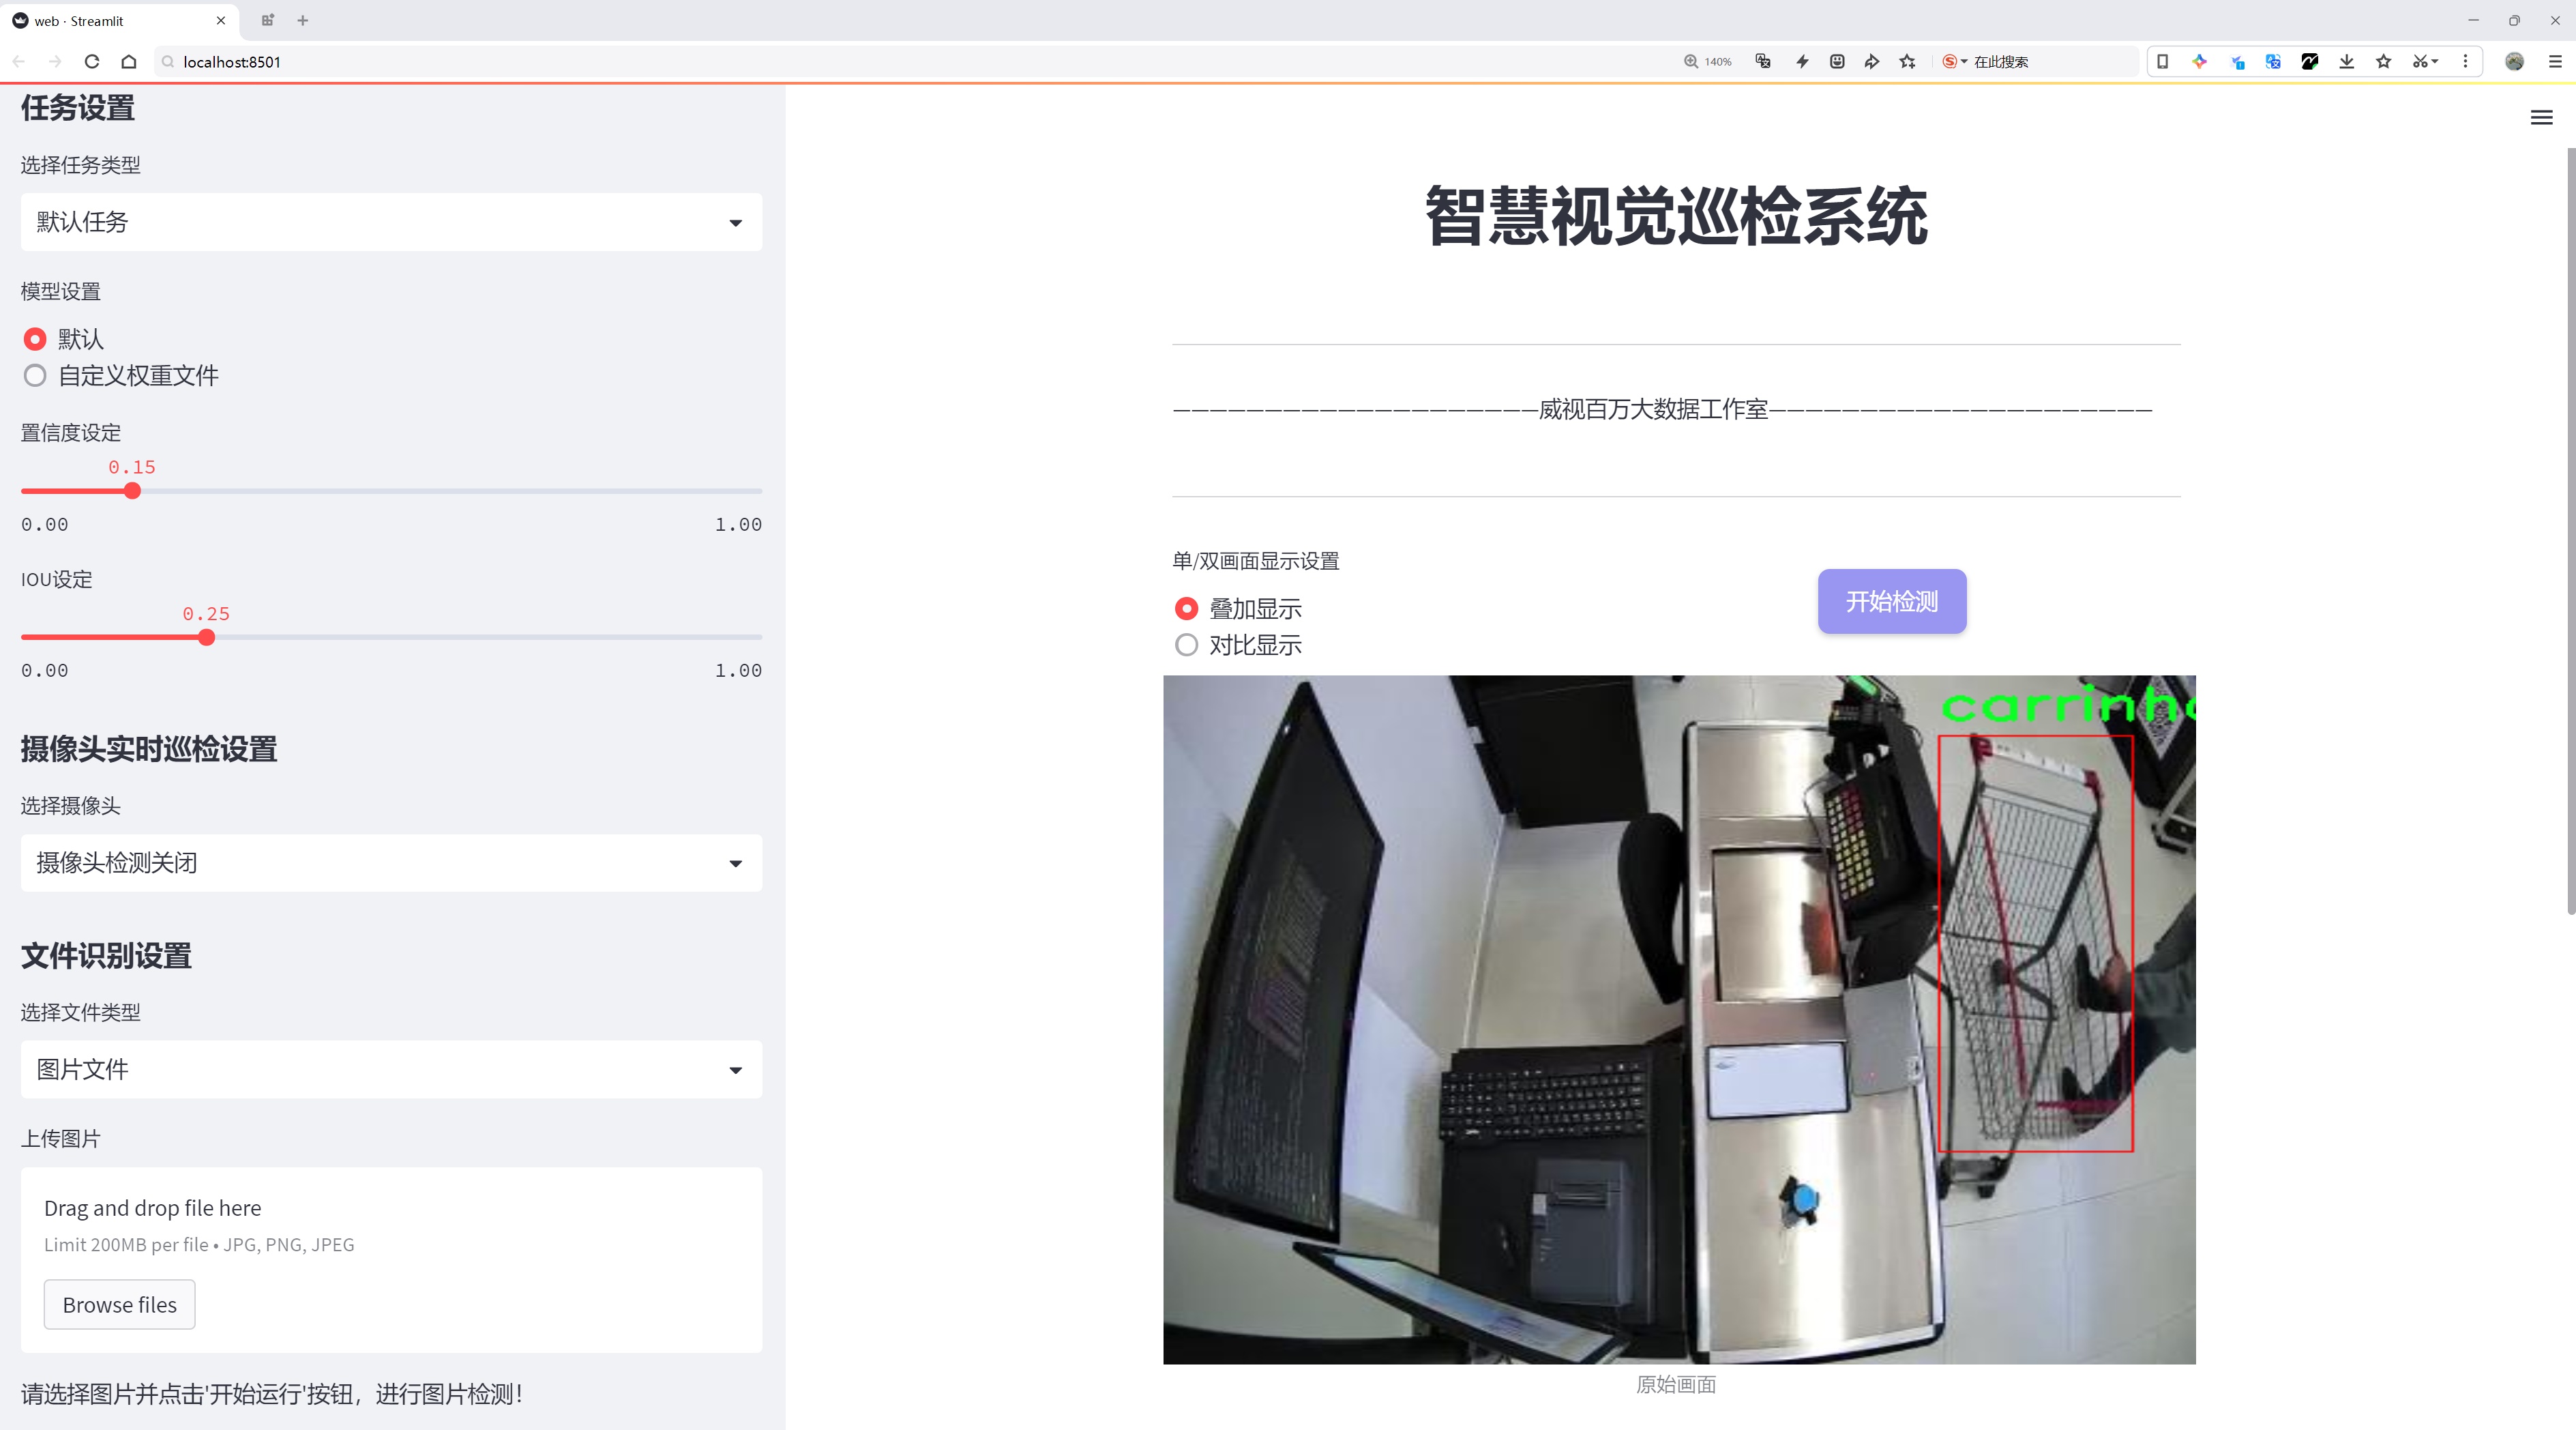 web · Streamlit
localhost:8501
140%
在此搜索
任务设置
选择任务类型
默认任务
模型设置
默认
自定义权重文件
置信度设定
0.15
0.00 1.00
IOU设定
0.25
0.00 1.00
摄像头实时巡检设置
选择摄像头
摄像头检测关闭
文件识别设置
选择文件类型
图片文件
上传图片
Drag and drop file here
Limit 200MB per file • JPG, PNG, JPEG
Browse files
请选择图片并点击'开始运行'按钮，进行图片检测！
智慧视觉巡检系统
—————————————————————威视百万大数据工作室——————————————————————
单/双画面显示设置
叠加显示
对比显示
开始检测
carrinho
原始画面